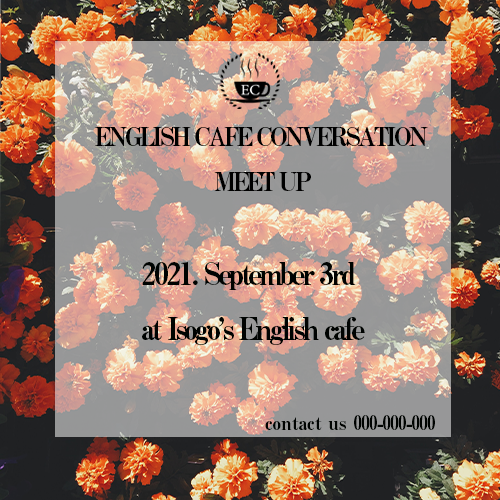 EC
ENGLISH CAFE CONVERSATION
MEET UP
2021. September 3rd
at Isogo's English cafe
contact us 000-000-000